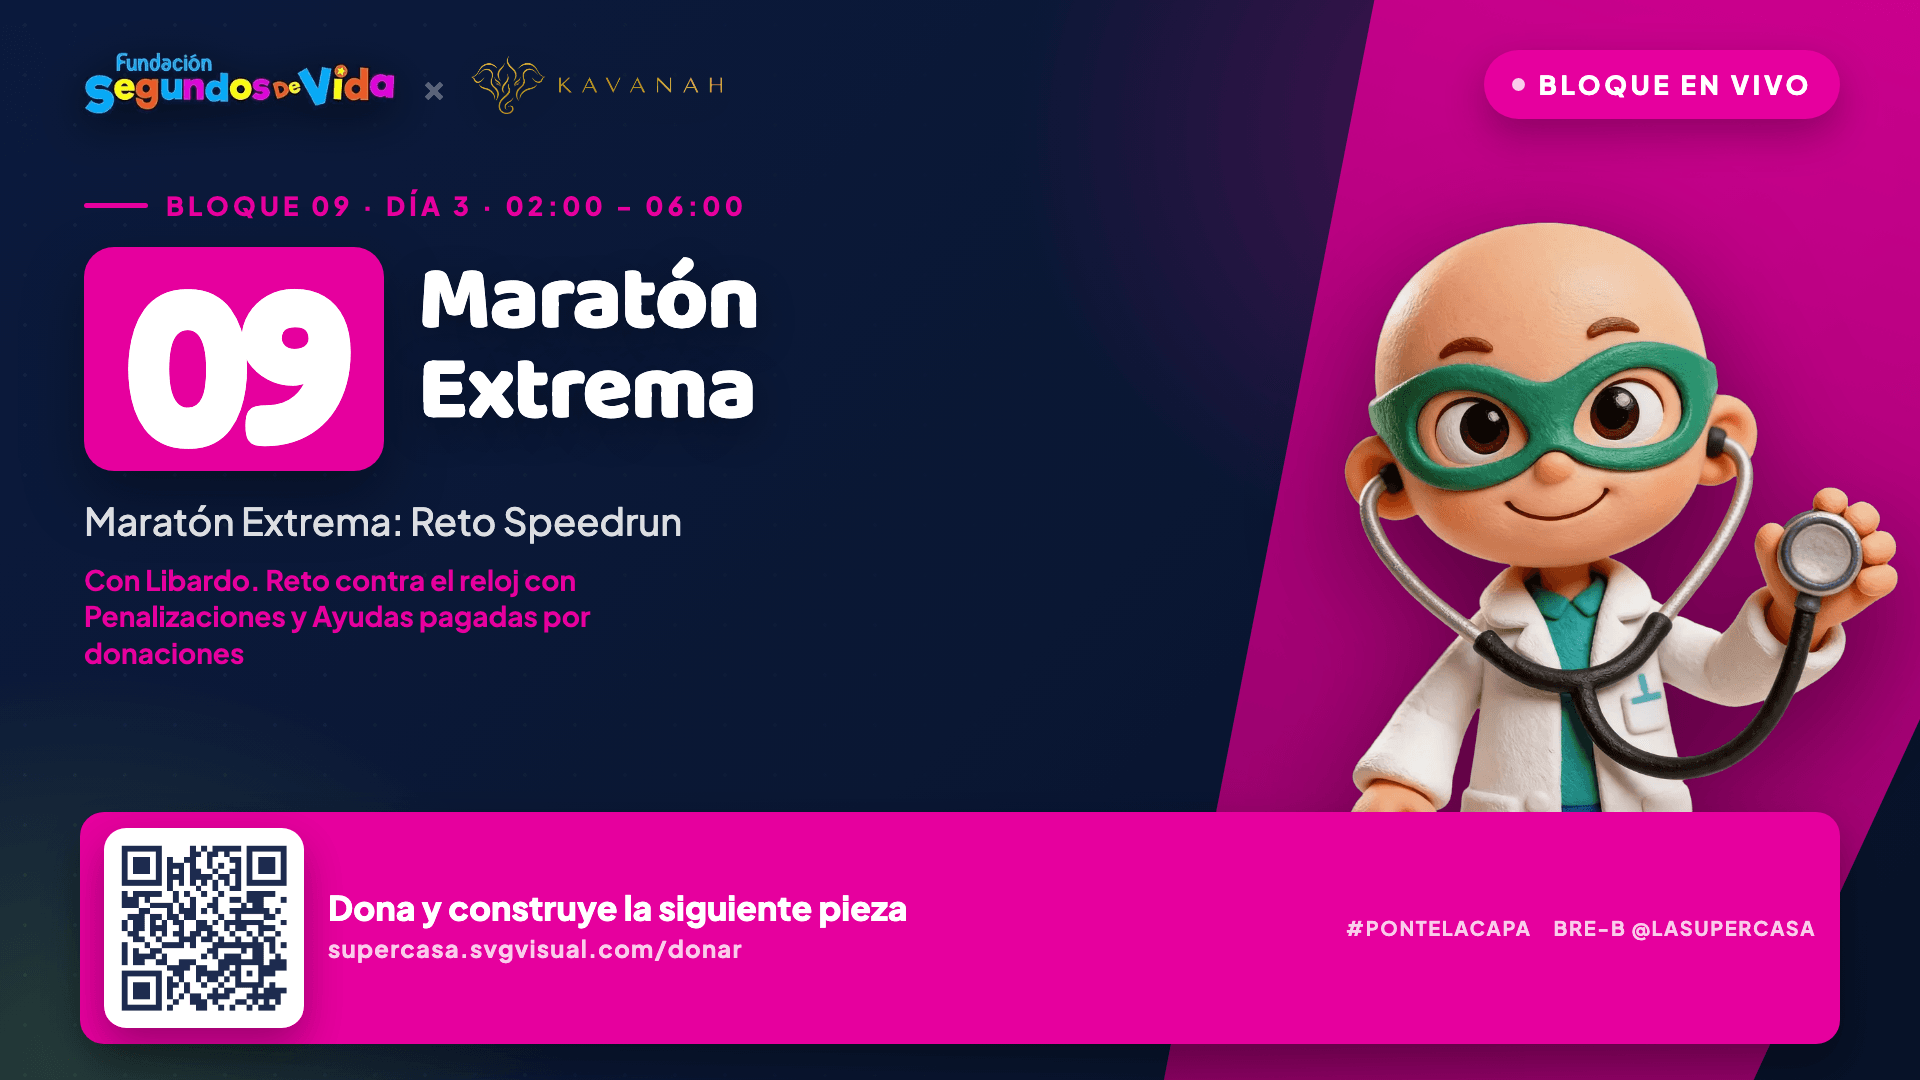 Fundación
Segundos De Vida × KAVANAH
BLOQUE EN VIVO
BLOQUE 09 · DÍA 3 · 02:00 – 06:00
09
Maratón
Extrema
Maratón Extrema: Reto Speedrun
Con Libardo. Reto contra el reloj con
Penalizaciones y Ayudas pagadas por
donaciones
Dona y construye la siguiente pieza
supercasa.svgvisual.com/donar
#PONTELACAPA BRE-B @LASUPERCASA